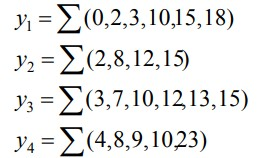 y₁ = ∑(0,2,3,10,15,18)
y₂ = ∑(2,8,12,15)
y₃ = ∑(3,7,10,12,13,15)
y₄ = ∑(4,8,9,10,23)